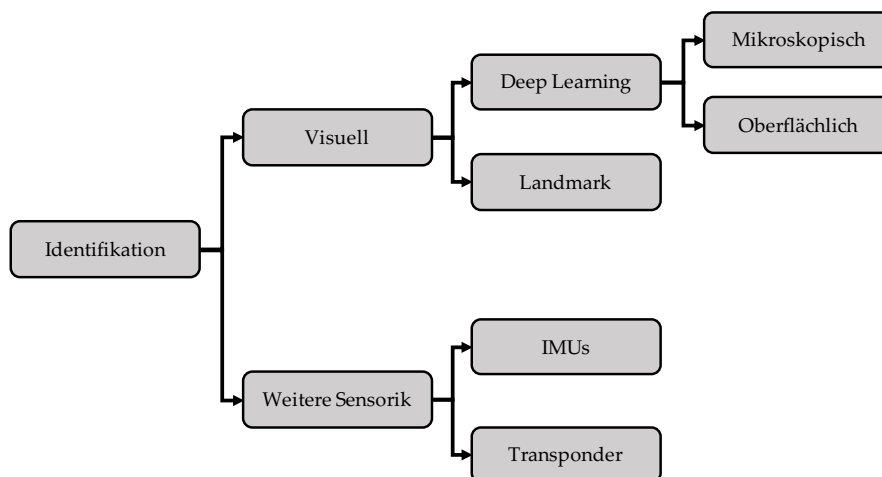 Identifikation
Visuell
Deep Learning
Mikroskopisch
Oberflächlich
Landmark
Weitere Sensorik
IMUs
Transponder